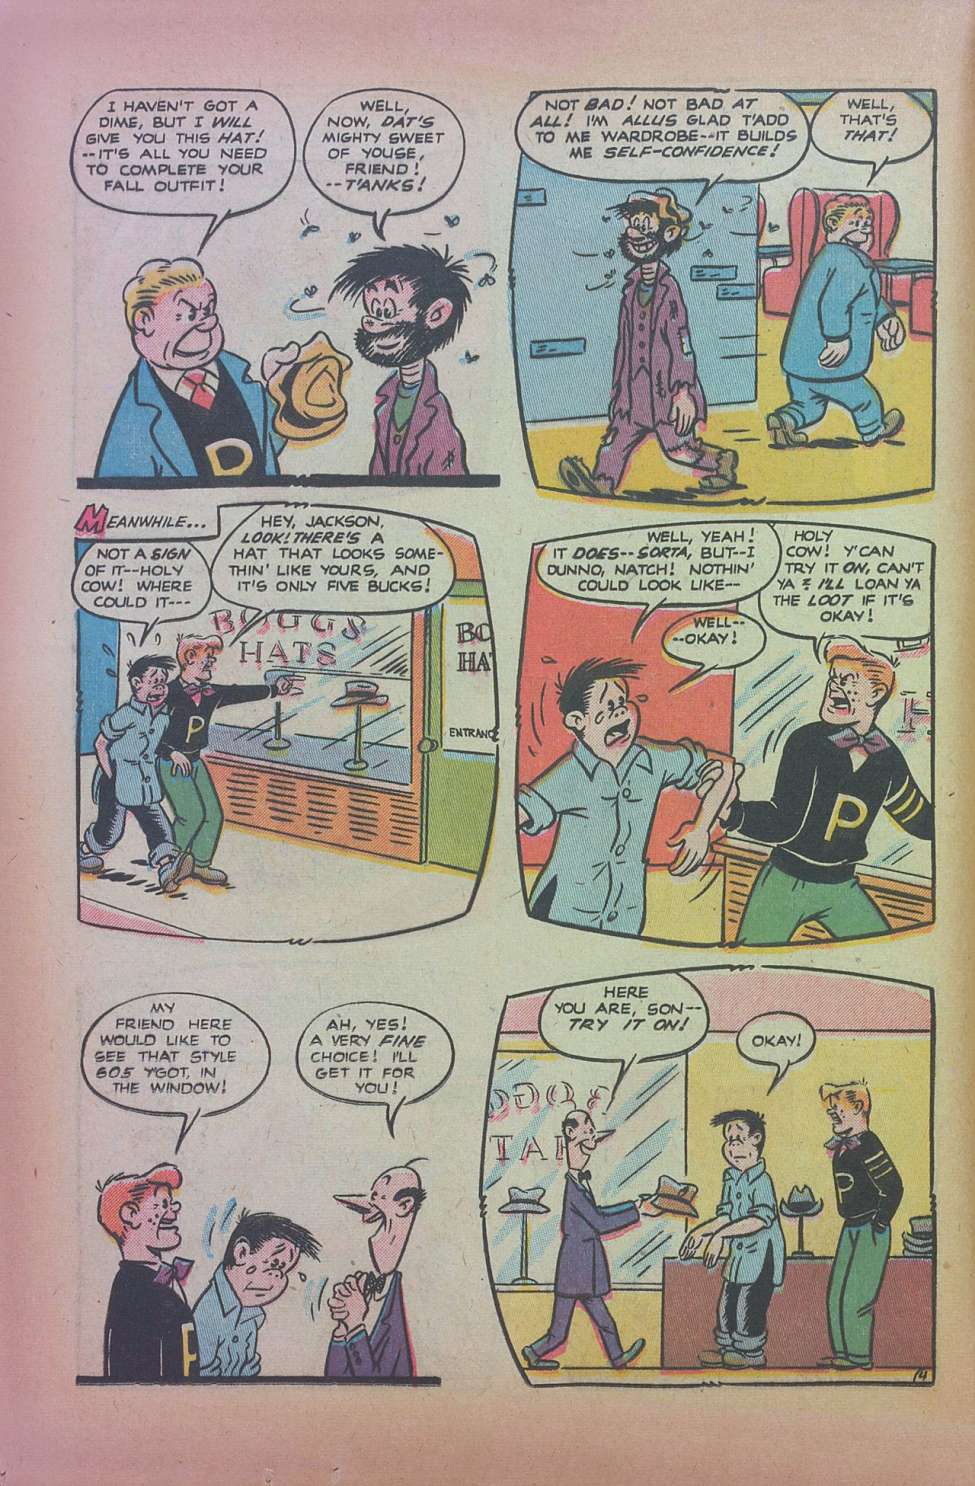 I HAVEN'T GOT A
DIME, BUT I WILL
GIVE YOU THIS HAT!
--IT'S ALL YOU NEED
TO COMPLETE YOUR
FALL OUTFIT!
WELL,
NOW, DAT'S
MIGHTY SWEET
OF YOUSE,
FRIEND!
--T'ANKS!
P
NOT BAD! NOT BAD AT
ALL! I'M ALLUS GLAD T'ADD
TO ME WARDROBE--IT BUILDS
ME SELF-CONFIDENCE!
WELL,
THAT'S
THAT!
MEANWHILE...
NOT A SIGN
OF IT--HOLY
COW! WHERE
COULD IT---
HEY, JACKSON,
LOOK! THERE'S A
HAT THAT LOOKS SOME-
THIN' LIKE YOURS, AND
IT'S ONLY FIVE BUCKS!
BOGGS
HATS
BO
HA
ENTRANC
P
WELL, YEAH!
IT DOES--SORTA, BUT--I
DUNNO, NATCH! NOTHIN'
COULD LOOK LIKE--
WELL--
--OKAY!
HOLY
COW! Y'CAN
TRY IT ON, CAN'T
YA & I'LL LOAN YA
THE LOOT IF IT'S
OKAY!
H
P
MY
FRIEND HERE
WOULD LIKE TO
SEE THAT STYLE
605 Y'GOT, IN
THE WINDOW!
AH, YES!
A VERY FINE
CHOICE! I'LL
GET IT FOR
YOU!
P
HERE
YOU ARE, SON--
TRY IT ON!
OKAY!
BOGG
HAT
P
14